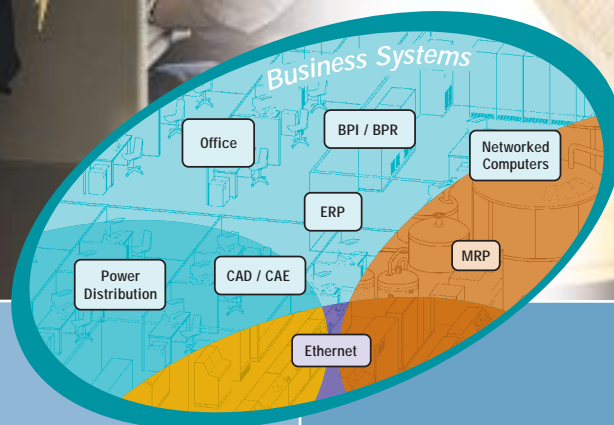 Business Systems
Office
BPI / BPR
Networked
Computers
ERP
MRP
Power
Distribution
CAD / CAE
Ethernet